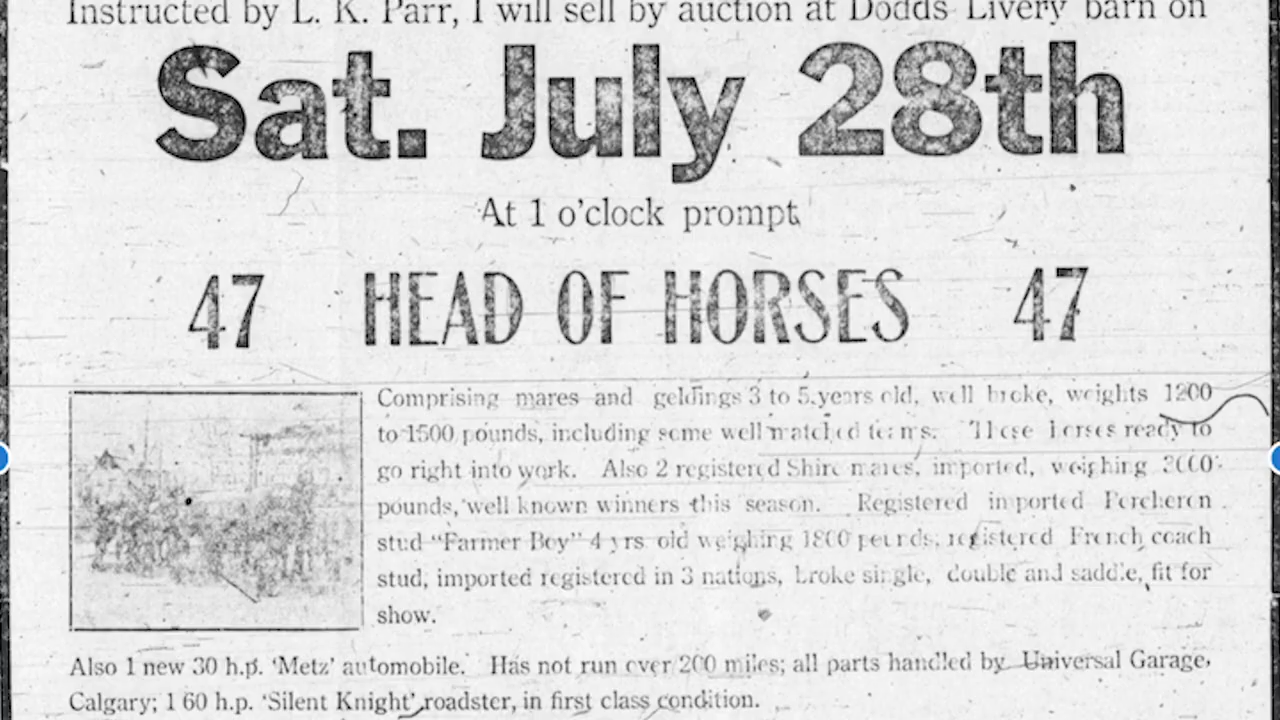 Instructed by L. K. Parr, I will sell by auction at Dodds Livery barn on
Sat. July 28th
At 1 o'clock prompt
47 HEAD OF HORSES 47
Comprising mares and geldings 3 to 5 years old, well broke, weights 1200
to 1500 pounds, including some well matched teams. These horses ready to
go right into work. Also 2 registered Shire mares, imported, weighing 2000
pounds, well known winners this season. Registered imported Percheron
stud "Farmer Boy" 4 yrs old weighing 1800 pounds; registered French coach
stud, imported registered in 3 nations, broke single, double and saddle, fit for
show.
Also 1 new 30 h.p. 'Metz' automobile. Has not run over 200 miles; all parts handled by Universal Garage,
Calgary; 1 60 h.p. 'Silent Knight' roadster, in first class condition.